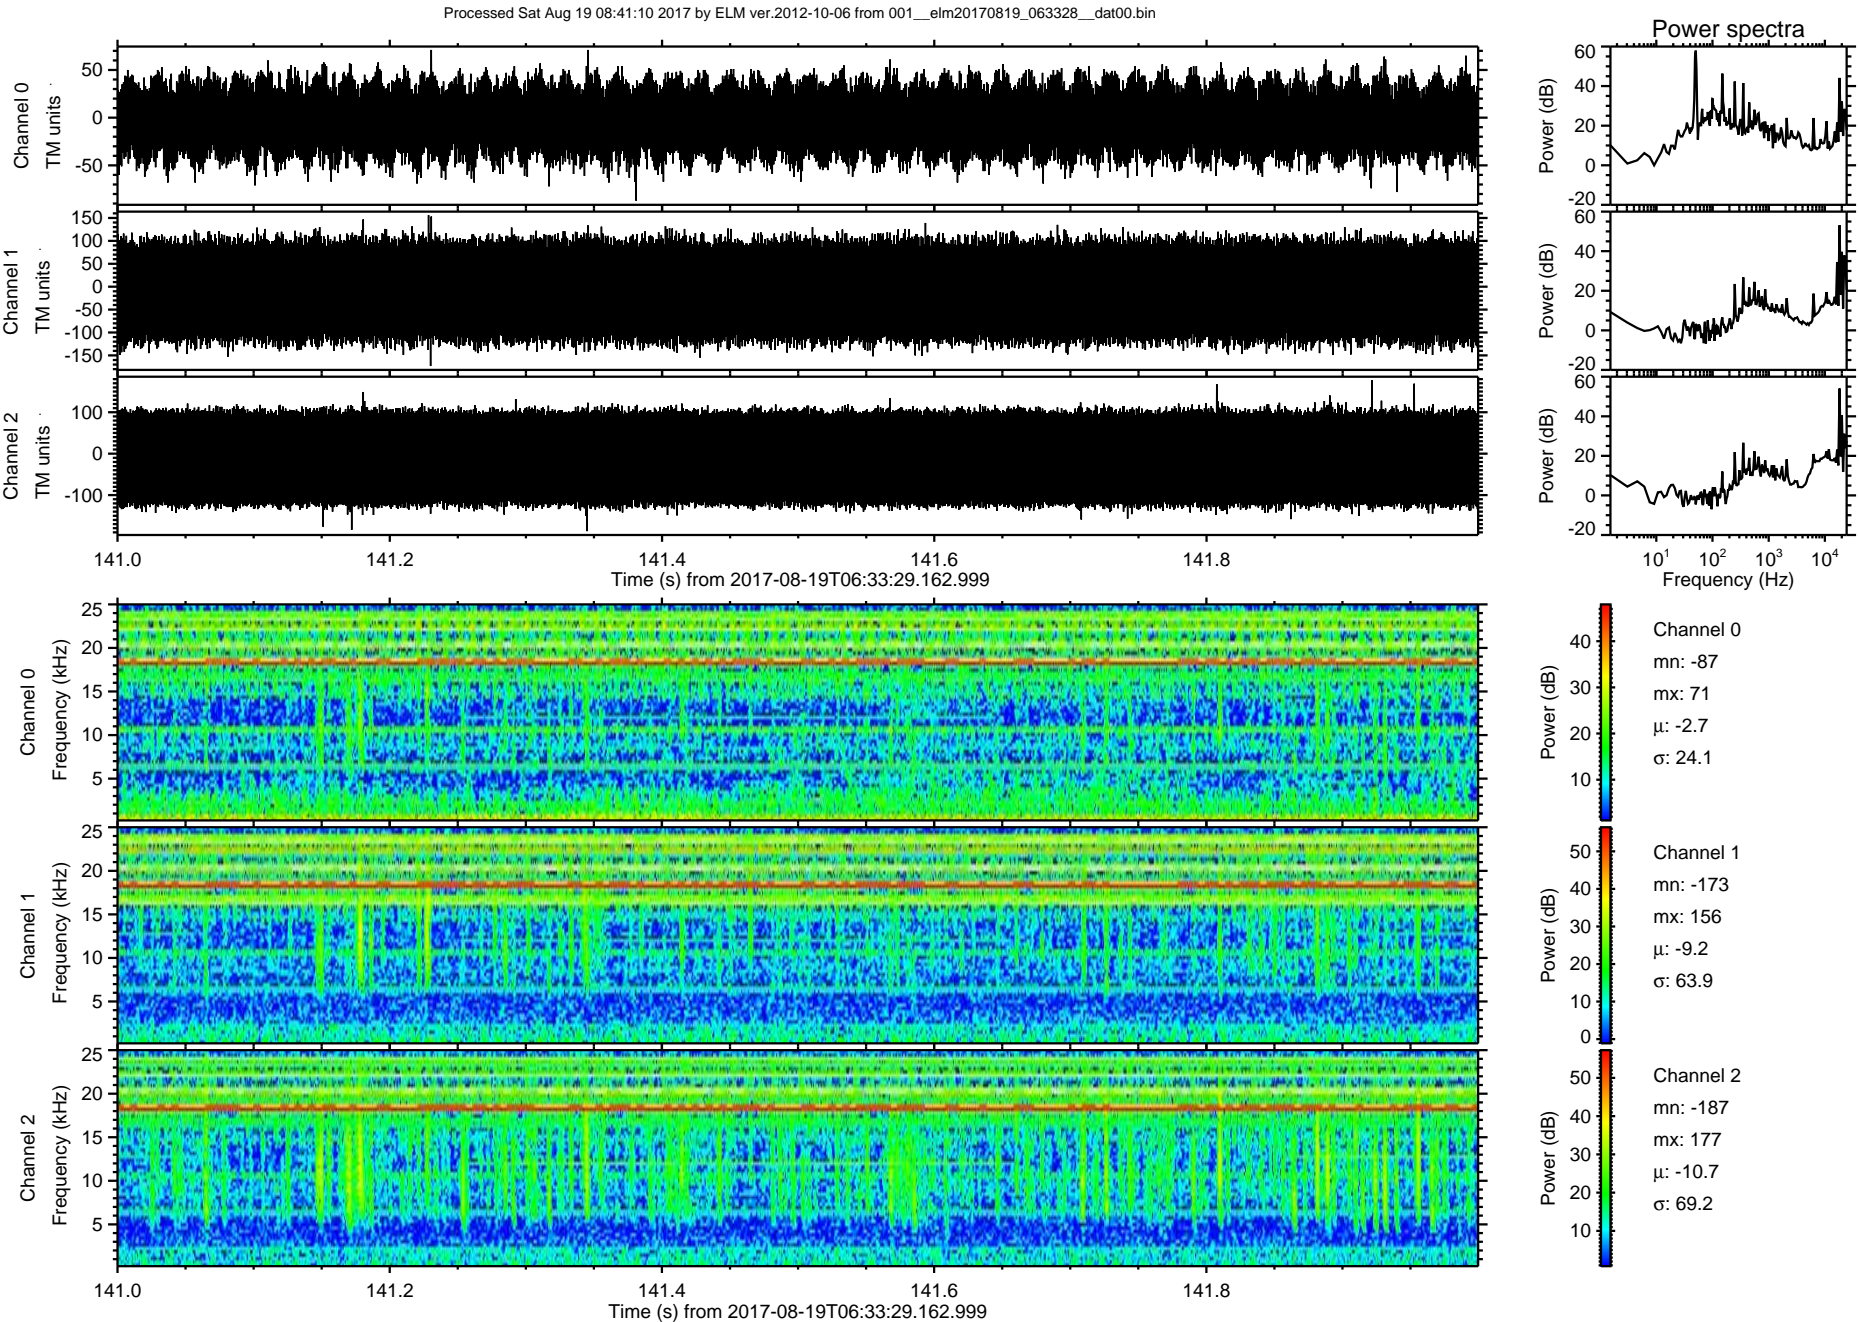 Processed Sat Aug 19 08:41:10 2017 by ELM ver.2012-10-06 from 001__elm20170819_063328__dat00.bin
Power spectra
Channel 0
TM units
50
0
-50
Power (dB)
60
40
20
0
-20
Channel 1
TM units
150
100
50
0
-50
-100
-150
Power (dB)
60
40
20
0
-20
Channel 2
TM units
100
0
-100
Power (dB)
60
40
20
0
-20
141.0 141.2 141.4 141.6 141.8
Time (s) from 2017-08-19T06:33:29.162.999
10^1 10^2 10^3 10^4
Frequency (Hz)
Channel 0
Frequency (kHz)
25
20
15
10
5
Power (dB)
40
30
20
10
Channel 0
mn: -87
mx: 71
μ: -2.7
σ: 24.1
Channel 1
Frequency (kHz)
25
20
15
10
5
Power (dB)
50
40
30
20
10
0
Channel 1
mn: -173
mx: 156
μ: -9.2
σ: 63.9
Channel 2
Frequency (kHz)
25
20
15
10
5
Power (dB)
50
40
30
20
10
Channel 2
mn: -187
mx: 177
μ: -10.7
σ: 69.2
141.0 141.2 141.4 141.6 141.8
Time (s) from 2017-08-19T06:33:29.162.999